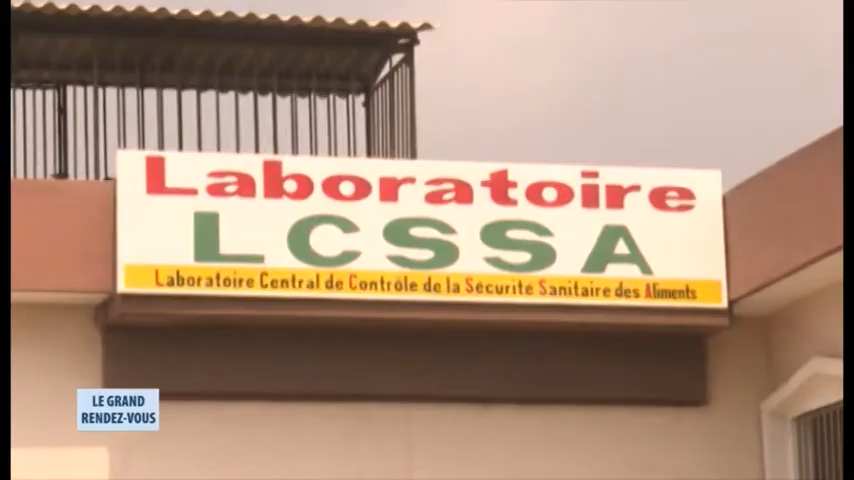 Laboratoire
LCSSA
Laboratoire Central de Contrôle de la Sécurité Sanitaire des Aliments
LE GRAND
RENDEZ-VOUS